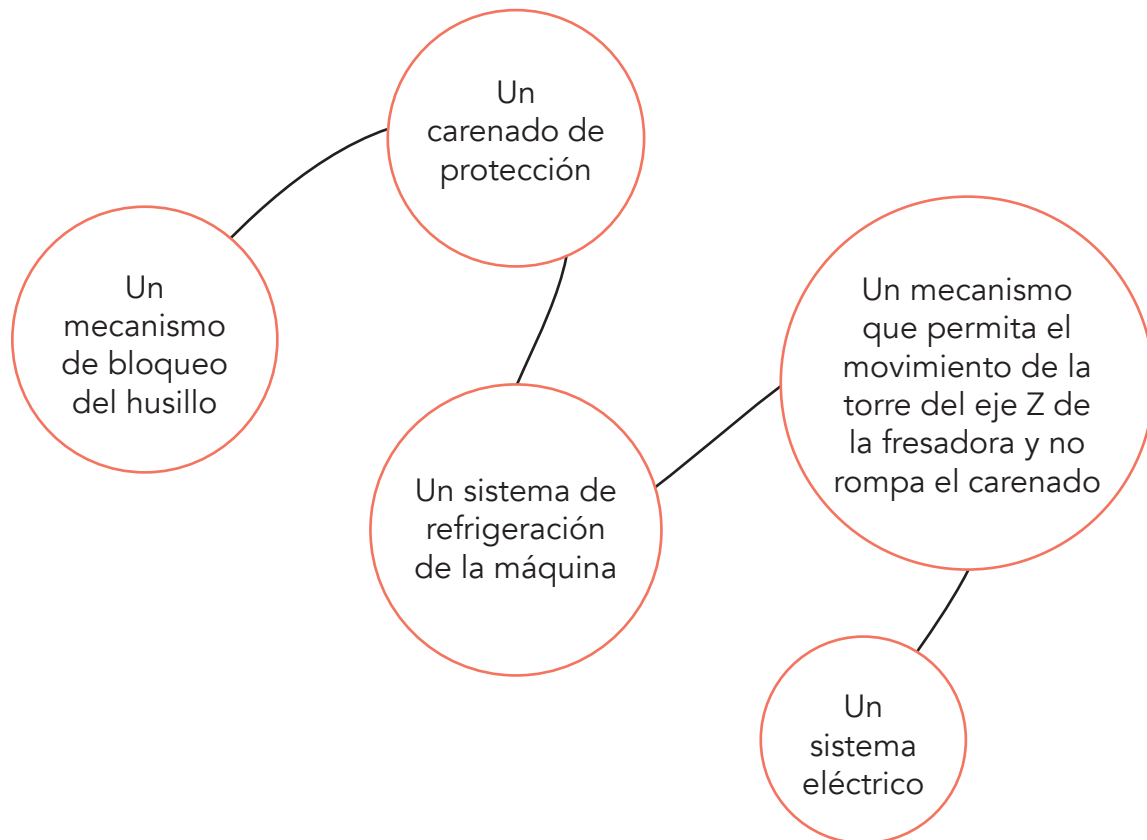 Un
carenado de
protección
Un
mecanismo
de bloqueo
del husillo
Un mecanismo
que permita el
movimiento de la
torre del eje Z de
la fresadora y no
rompa el carenado
Un sistema de
refrigeración
de la máquina
Un
sistema
eléctrico